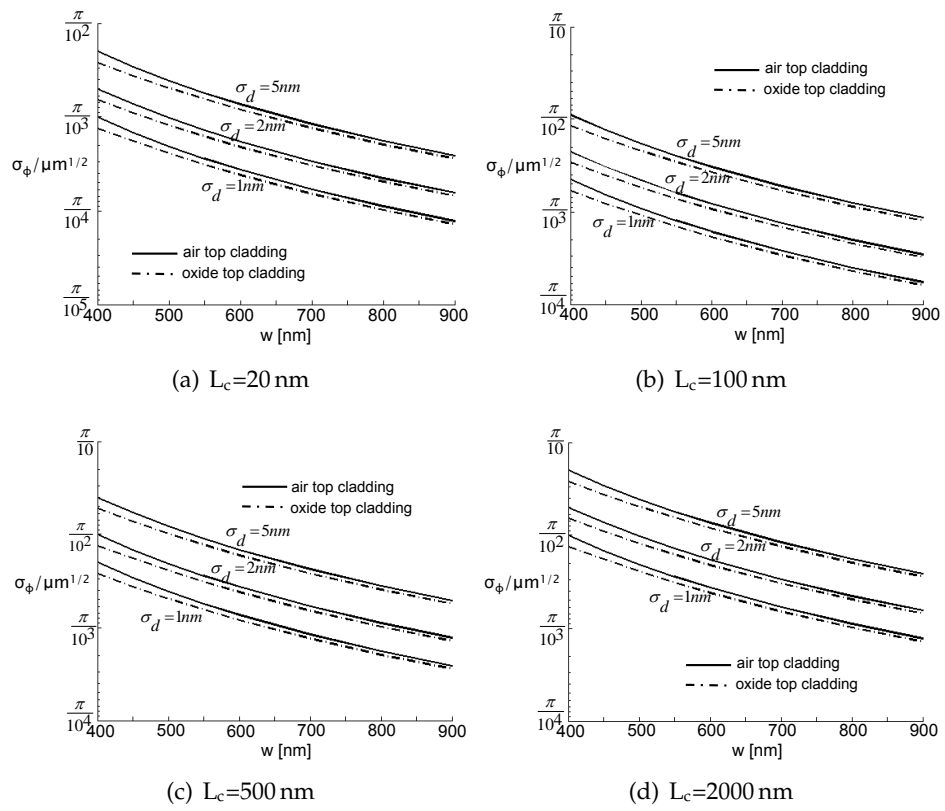 π/10²
π/10³
π/10⁴
π/10⁵
σϕ/μm^1/2
σd=5nm
σd=2nm
σd=1nm
air top cladding
oxide top cladding
400 500 600 700 800 900
w [nm]
(a) Lc=20 nm
π/10
π/10²
π/10³
π/10⁴
σϕ/μm^1/2
air top cladding
oxide top cladding
σd=5nm
σd=2nm
σd=1nm
400 500 600 700 800 900
w [nm]
(b) Lc=100 nm
π/10
π/10²
π/10³
π/10⁴
σϕ/μm^1/2
air top cladding
oxide top cladding
σd=5nm
σd=2nm
σd=1nm
400 500 600 700 800 900
w [nm]
(c) Lc=500 nm
π/10
π/10²
π/10³
π/10⁴
σϕ/μm^1/2
σd=5nm
σd=2nm
σd=1nm
air top cladding
oxide top cladding
400 500 600 700 800 900
w [nm]
(d) Lc=2000 nm